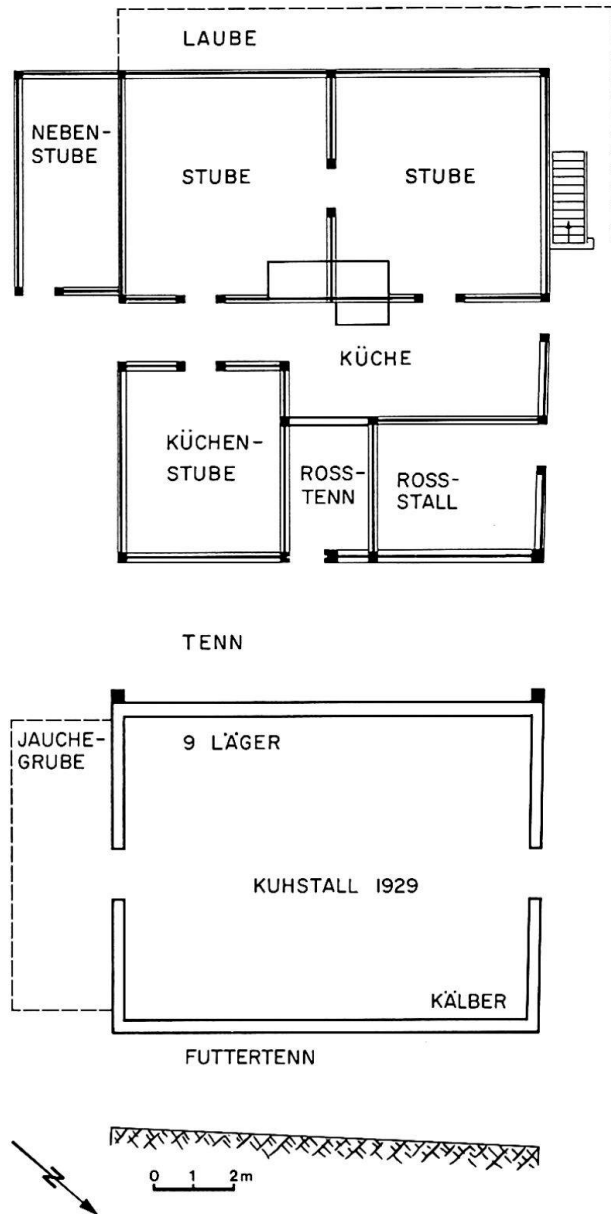 LAUBE
NEBEN-
STUBE
STUBE
STUBE
KÜCHE
KÜCHEN-
STUBE
ROSS-
TENN
ROSS-
STALL
TENN
JAUCHE-
GRUBE
9 LÄGER
KUHSTALL 1929
KÄLBER
FUTTERTENN
N
0 1 2m